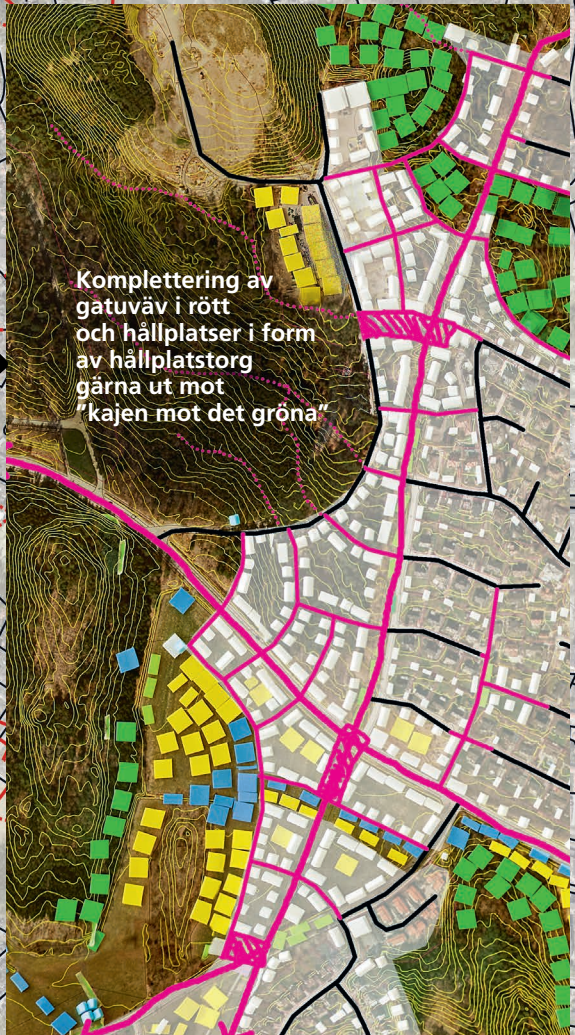 Komplettering av
gatuväv i rött
och hållplatser i form
av hållplatstorg
gärna ut mot
”kajen mot det gröna”